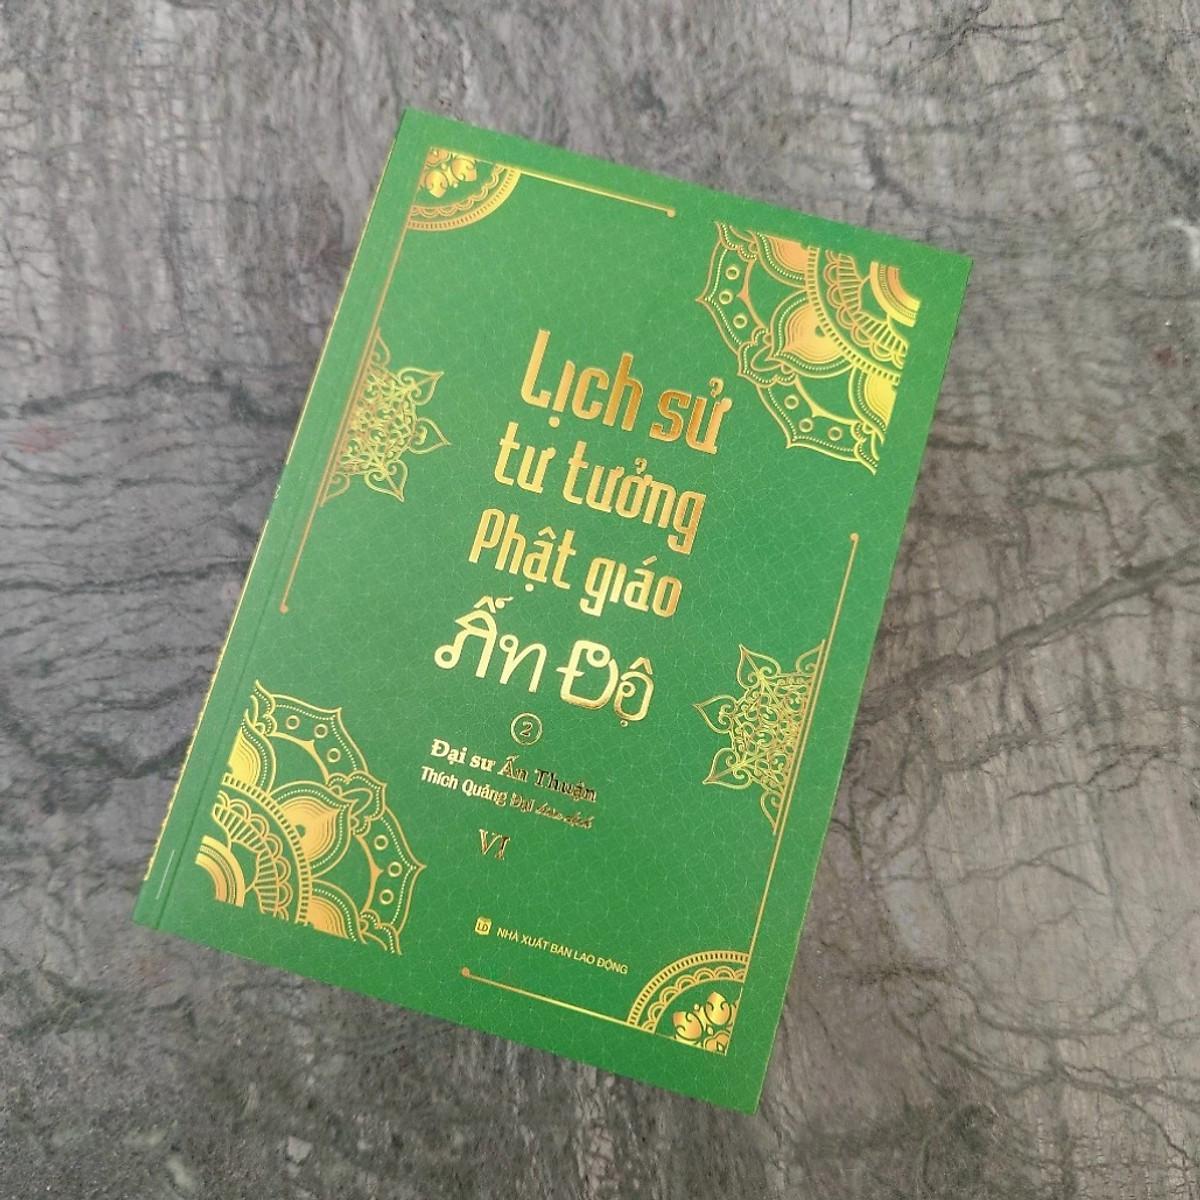 Lịch sử
tư tưởng
Phật giáo
Ấn Độ
2
Đại sư Ấn Thuận
Thích Quảng Đại
VI
LĐ NHÀ XUẤT BẢN LAO ĐỘNG